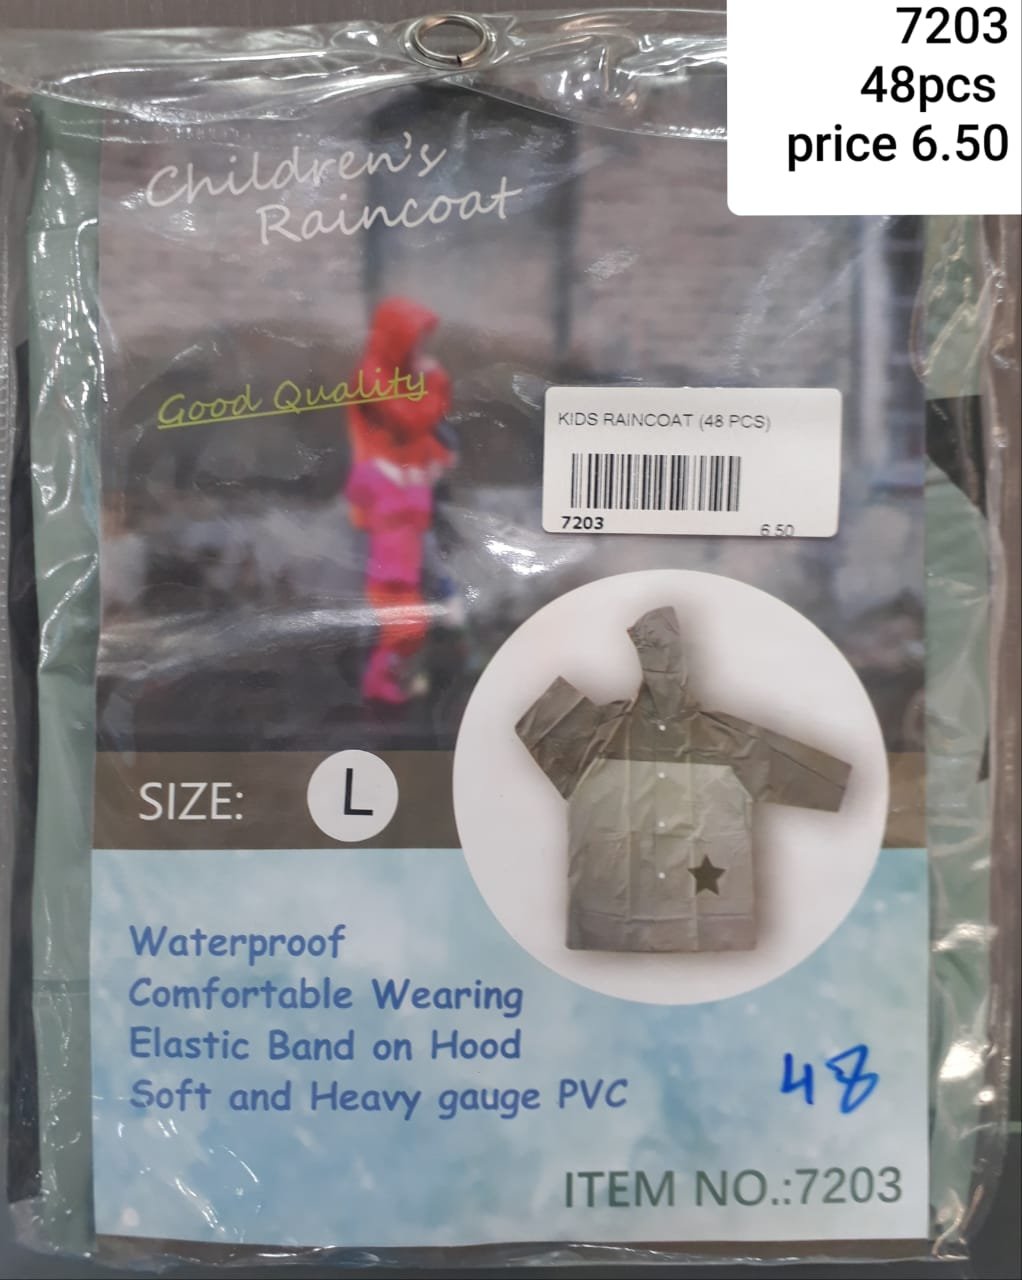 7203
48pcs
price 6.50
Children's
Raincoat
Good Quality
KIDS RAINCOAT (48 PCS)
7203 6.50
SIZE: L
Waterproof
Comfortable Wearing
Elastic Band on Hood
Soft and Heavy gauge PVC
48
ITEM NO.:7203